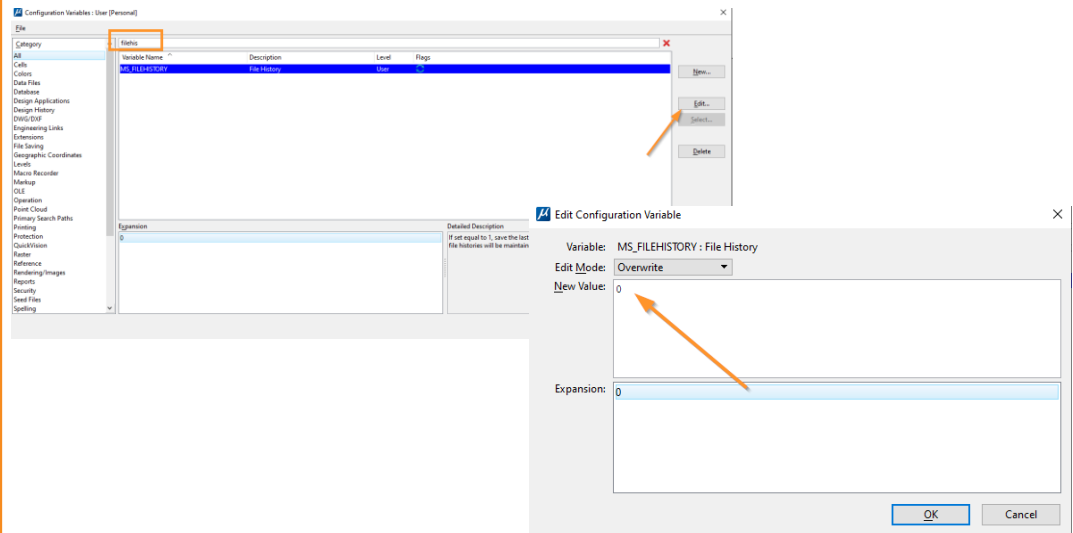 Configuration Variables : User [Personal]
File
Category
filehis
All
Cells
Colors
Data Files
Database
Design Applications
Design History
DWG/DXF
Engineering Links
Extensions
File Saving
Geographic Coordinates
Levels
Macro Recorder
Markup
OLE
Operation
Point Cloud
Primary Search Paths
Printing
Protection
QuickVision
Raster
Reference
Rendering/Images
Reports
Security
Seed Files
Spelling
Variable Name Description Level Flags
MS_FILEHISTORY File History User
New...
Edit...
Select...
Delete
Expansion
0
Detailed Description
If set equal to 1, save the last
file histories will be maintain
Edit Configuration Variable
Variable: MS_FILEHISTORY : File History
Edit Mode: Overwrite
New Value: 0
Expansion: 0
OK Cancel